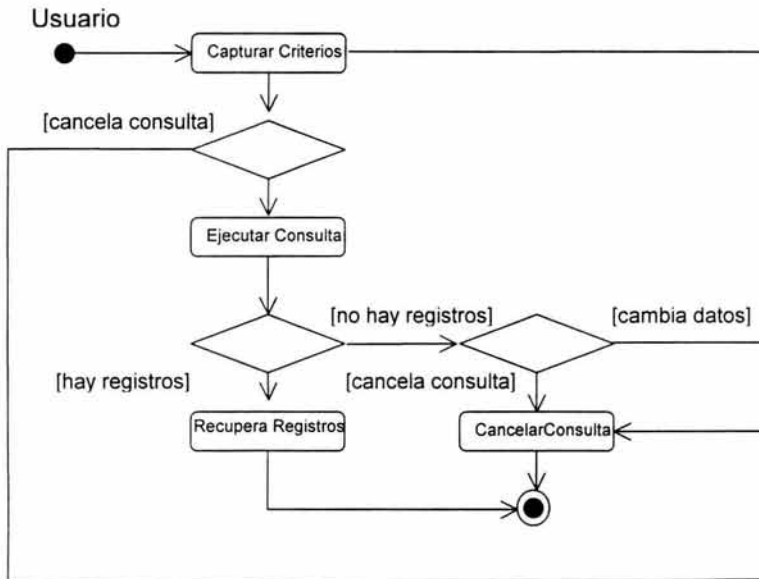 Usuario
Capturar Criterios
[cancela consulta]
Ejecutar Consulta
[no hay registros]
[cambia datos]
[hay registros]
[cancela consulta]
Recupera Registros
CancelarConsulta